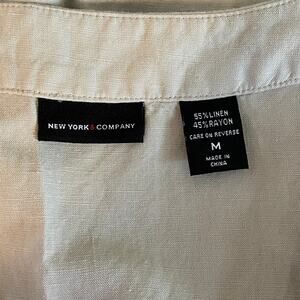 NEW YORK & COMPANY
55% LINEN
45% RAYON
CARE ON REVERSE
M
MADE IN
CHINA